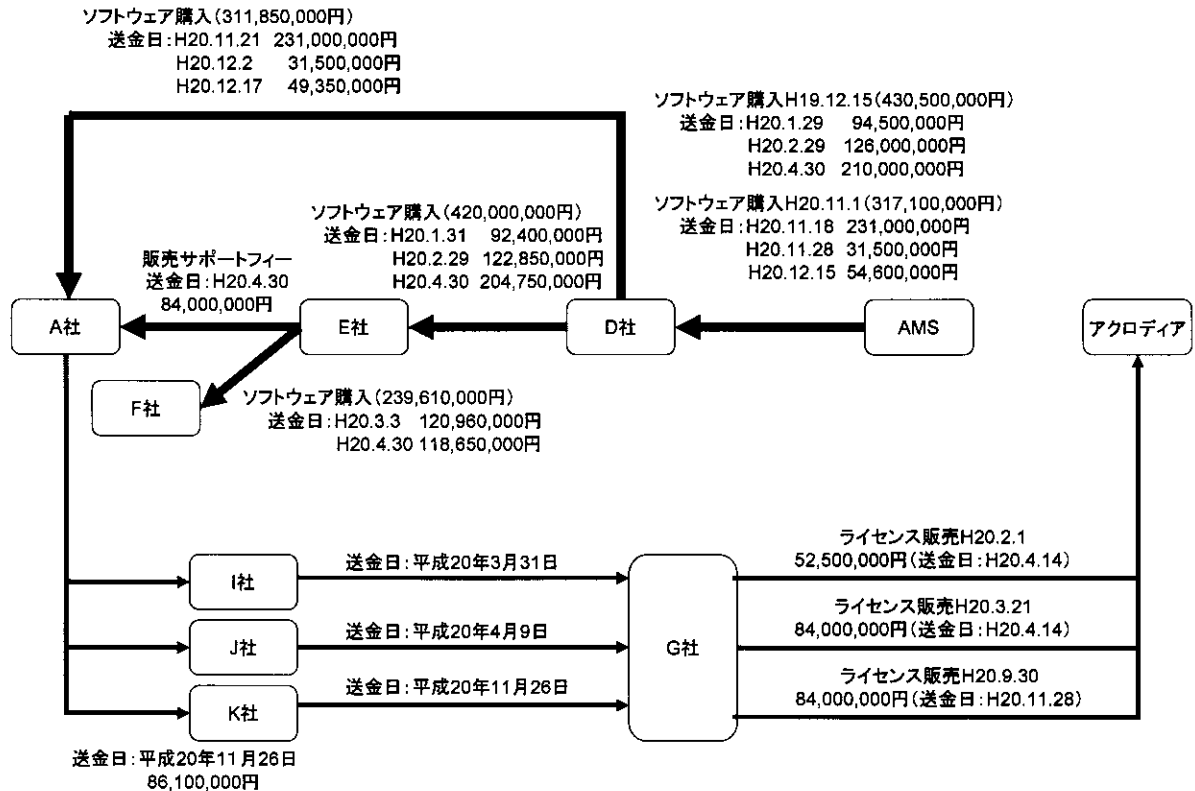 ソフトウェア購入(311,850,000円)
送金日:H20.11.21 231,000,000円
H20.12.2 31,500,000円
H20.12.17 49,350,000円
ソフトウェア購入H19.12.15(430,500,000円)
送金日:H20.1.29 94,500,000円
H20.2.29 126,000,000円
H20.4.30 210,000,000円
ソフトウェア購入H20.11.1(317,100,000円)
送金日:H20.11.18 231,000,000円
H20.11.28 31,500,000円
H20.12.15 54,600,000円
ソフトウェア購入(420,000,000円)
送金日:H20.1.31 92,400,000円
H20.2.29 122,850,000円
H20.4.30 204,750,000円
販売サポートフィー
送金日:H20.4.30
84,000,000円
A社
E社
D社
AMS
アクロディア
F社
ソフトウェア購入(239,610,000円)
送金日:H20.3.3 120,960,000円
H20.4.30 118,650,000円
I社
送金日:平成20年3月31日
J社
送金日:平成20年4月9日
K社
送金日:平成20年11月26日
G社
ライセンス販売H20.2.1
52,500,000円(送金日:H20.4.14)
ライセンス販売H20.3.21
84,000,000円(送金日:H20.4.14)
ライセンス販売H20.9.30
84,000,000円(送金日:H20.11.28)
送金日:平成20年11月26日
86,100,000円